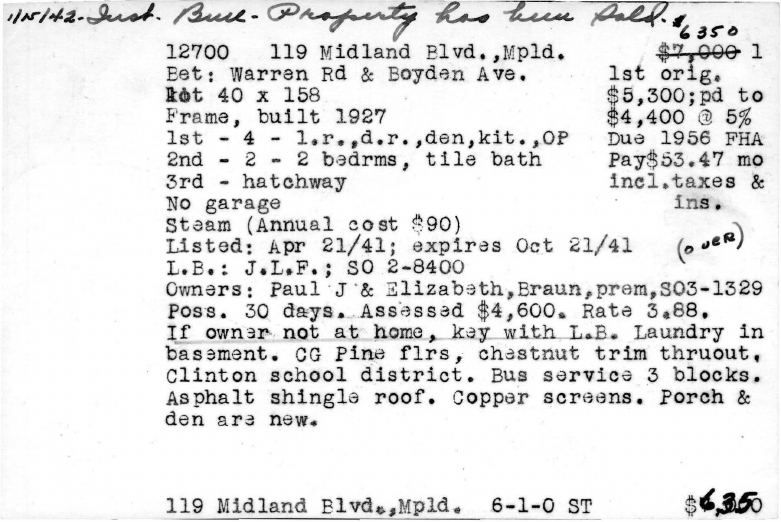 1/15/42-Inst. Bull.- Property has been Sold.
$6350
12700 119 Midland Blvd.,Mpld. $7,000 1
Bet: Warren Rd & Boyden Ave. 1st orig.
Lot 40 x 158 $5,300;pd to
Frame, built 1927 $4,400 @ 5%
1st - 4 - l.r.,d.r.,den,kit.,OP Due 1956 FHA
2nd - 2 - 2 bedrms, tile bath Pay$53.47 mo
3rd - hatchway incl.taxes &
No garage ins.
Steam (Annual cost $90)
Listed: Apr 21/41; expires Oct 21/41 (OVER)
L.B.: J.L.F.; SO 2-8400
Owners: Paul J & Elizabeth,Braun,prem,SO3-1329
Poss. 30 days. Assessed $4,600. Rate 3.88.
If owner not at home, key with L.B. Laundry in
basement. CG Pine flrs, chestnut trim thruout.
Clinton school district. Bus service 3 blocks.
Asphalt shingle roof. Copper screens. Porch &
den are new.
119 Midland Blvd.,Mpld. 6-1-0 ST $6,350